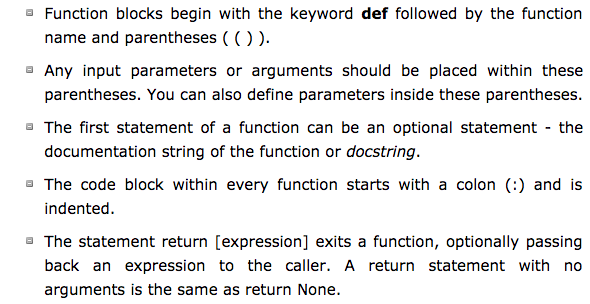 Function blocks begin with the keyword def followed by the function
name and parentheses ( ( ) ).
Any input parameters or arguments should be placed within these
parentheses. You can also define parameters inside these parentheses.
The first statement of a function can be an optional statement - the
documentation string of the function or docstring.
The code block within every function starts with a colon (:) and is
indented.
The statement return [expression] exits a function, optionally passing
back an expression to the caller. A return statement with no
arguments is the same as return None.